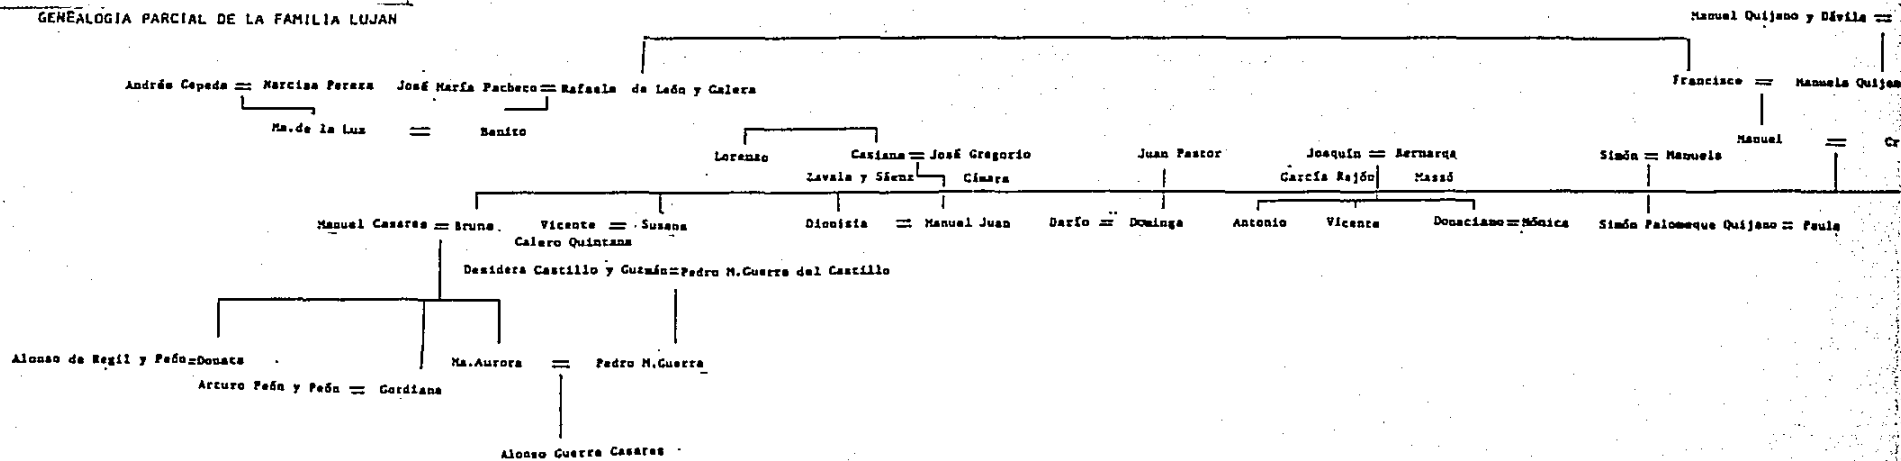 GENEALOGIA PARCIAL DE LA FAMILIA LUJAN
Manuel Quijano y Dávila =
Andrés Cepeda = Narcisa Peraza José María Pacheco = Rafaela de León y Galera Francisco = Manuela Quijan
Ma.de la Luz = Benito Manuel = Cr
Lorenzo Casiana = José Gregorio Juan Pastor Joaquín = Bernarda Simón = Manuela
Zavala y Sáenz Cámara García Rejón Massó
Manuel Casares = Bruna Vicente = Susana Dionisia = Manuel Juan Darío = Dominga Antonio Vicente Donaciano = Mónica Simón Palomeque Quijano = Paula
Calero Quintana
Desidera Castillo y Guzmán=Pedro M.Guerra del Castillo
Alonso de Regil y Peón=Donata Ma.Aurora = Pedro M.Guerra
Arturo Peón y Peón = Gordiana
Alonso Guerra Casares